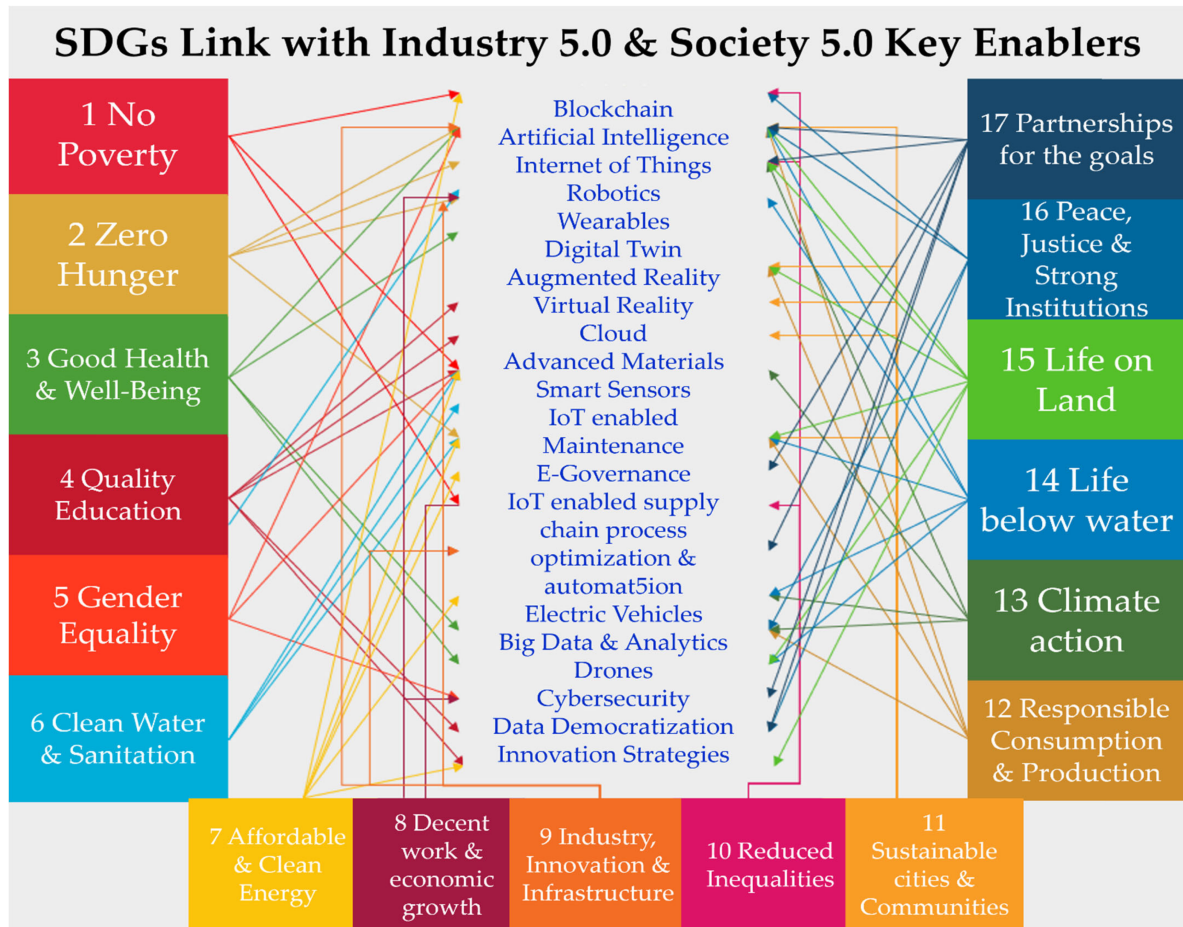 SDGs Link with Industry 5.0 & Society 5.0 Key Enablers
1 No
Poverty
2 Zero
Hunger
3 Good Health
& Well-Being
4 Quality
Education
5 Gender
Equality
6 Clean Water
& Sanitation
Blockchain
Artificial Intelligence
Internet of Things
Robotics
Wearables
Digital Twin
Augmented Reality
Virtual Reality
Cloud
Advanced Materials
Smart Sensors
IoT enabled
Maintenance
E-Governance
IoT enabled supply
chain process
optimization &
automat5ion
Electric Vehicles
Big Data & Analytics
Drones
Cybersecurity
Data Democratization
Innovation Strategies
17 Partnerships
for the goals
16 Peace,
Justice &
Strong
Institutions
15 Life on
Land
14 Life
below water
13 Climate
action
12 Responsible
Consumption
& Production
7 Affordable
& Clean
Energy
8 Decent
work &
economic
growth
9 Industry,
Innovation &
Infrastructure
10 Reduced
Inequalities
11
Sustainable
cities &
Communities